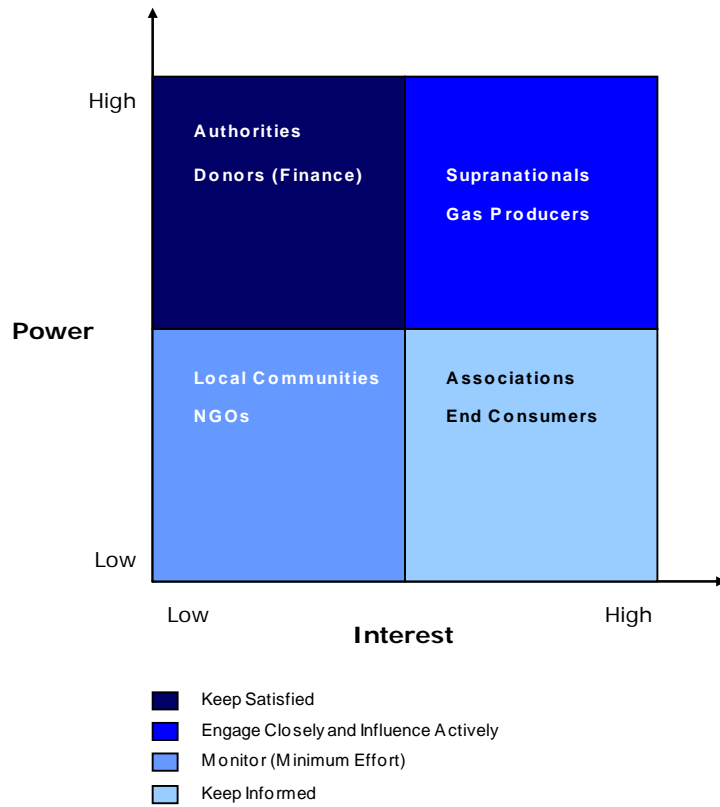 High
Authorities
Donors (Finance)
Supranationals
Gas Producers
Power
Local Communities
NGOs
Associations
End Consumers
Low
Low
High
Interest
Keep Satisfied
Engage Closely and Influence Actively
Monitor (Minimum Effort)
Keep Informed